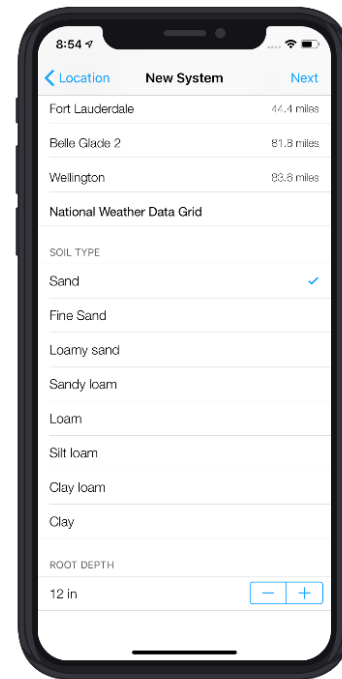 8:54
Location New System Next
Fort Lauderdale 44.4 miles
Belle Glade 2 81.8 miles
Wellington 83.8 miles
National Weather Data Grid
SOIL TYPE
Sand
Fine Sand
Loamy sand
Sandy loam
Loam
Silt loam
Clay loam
Clay
ROOT DEPTH
12 in